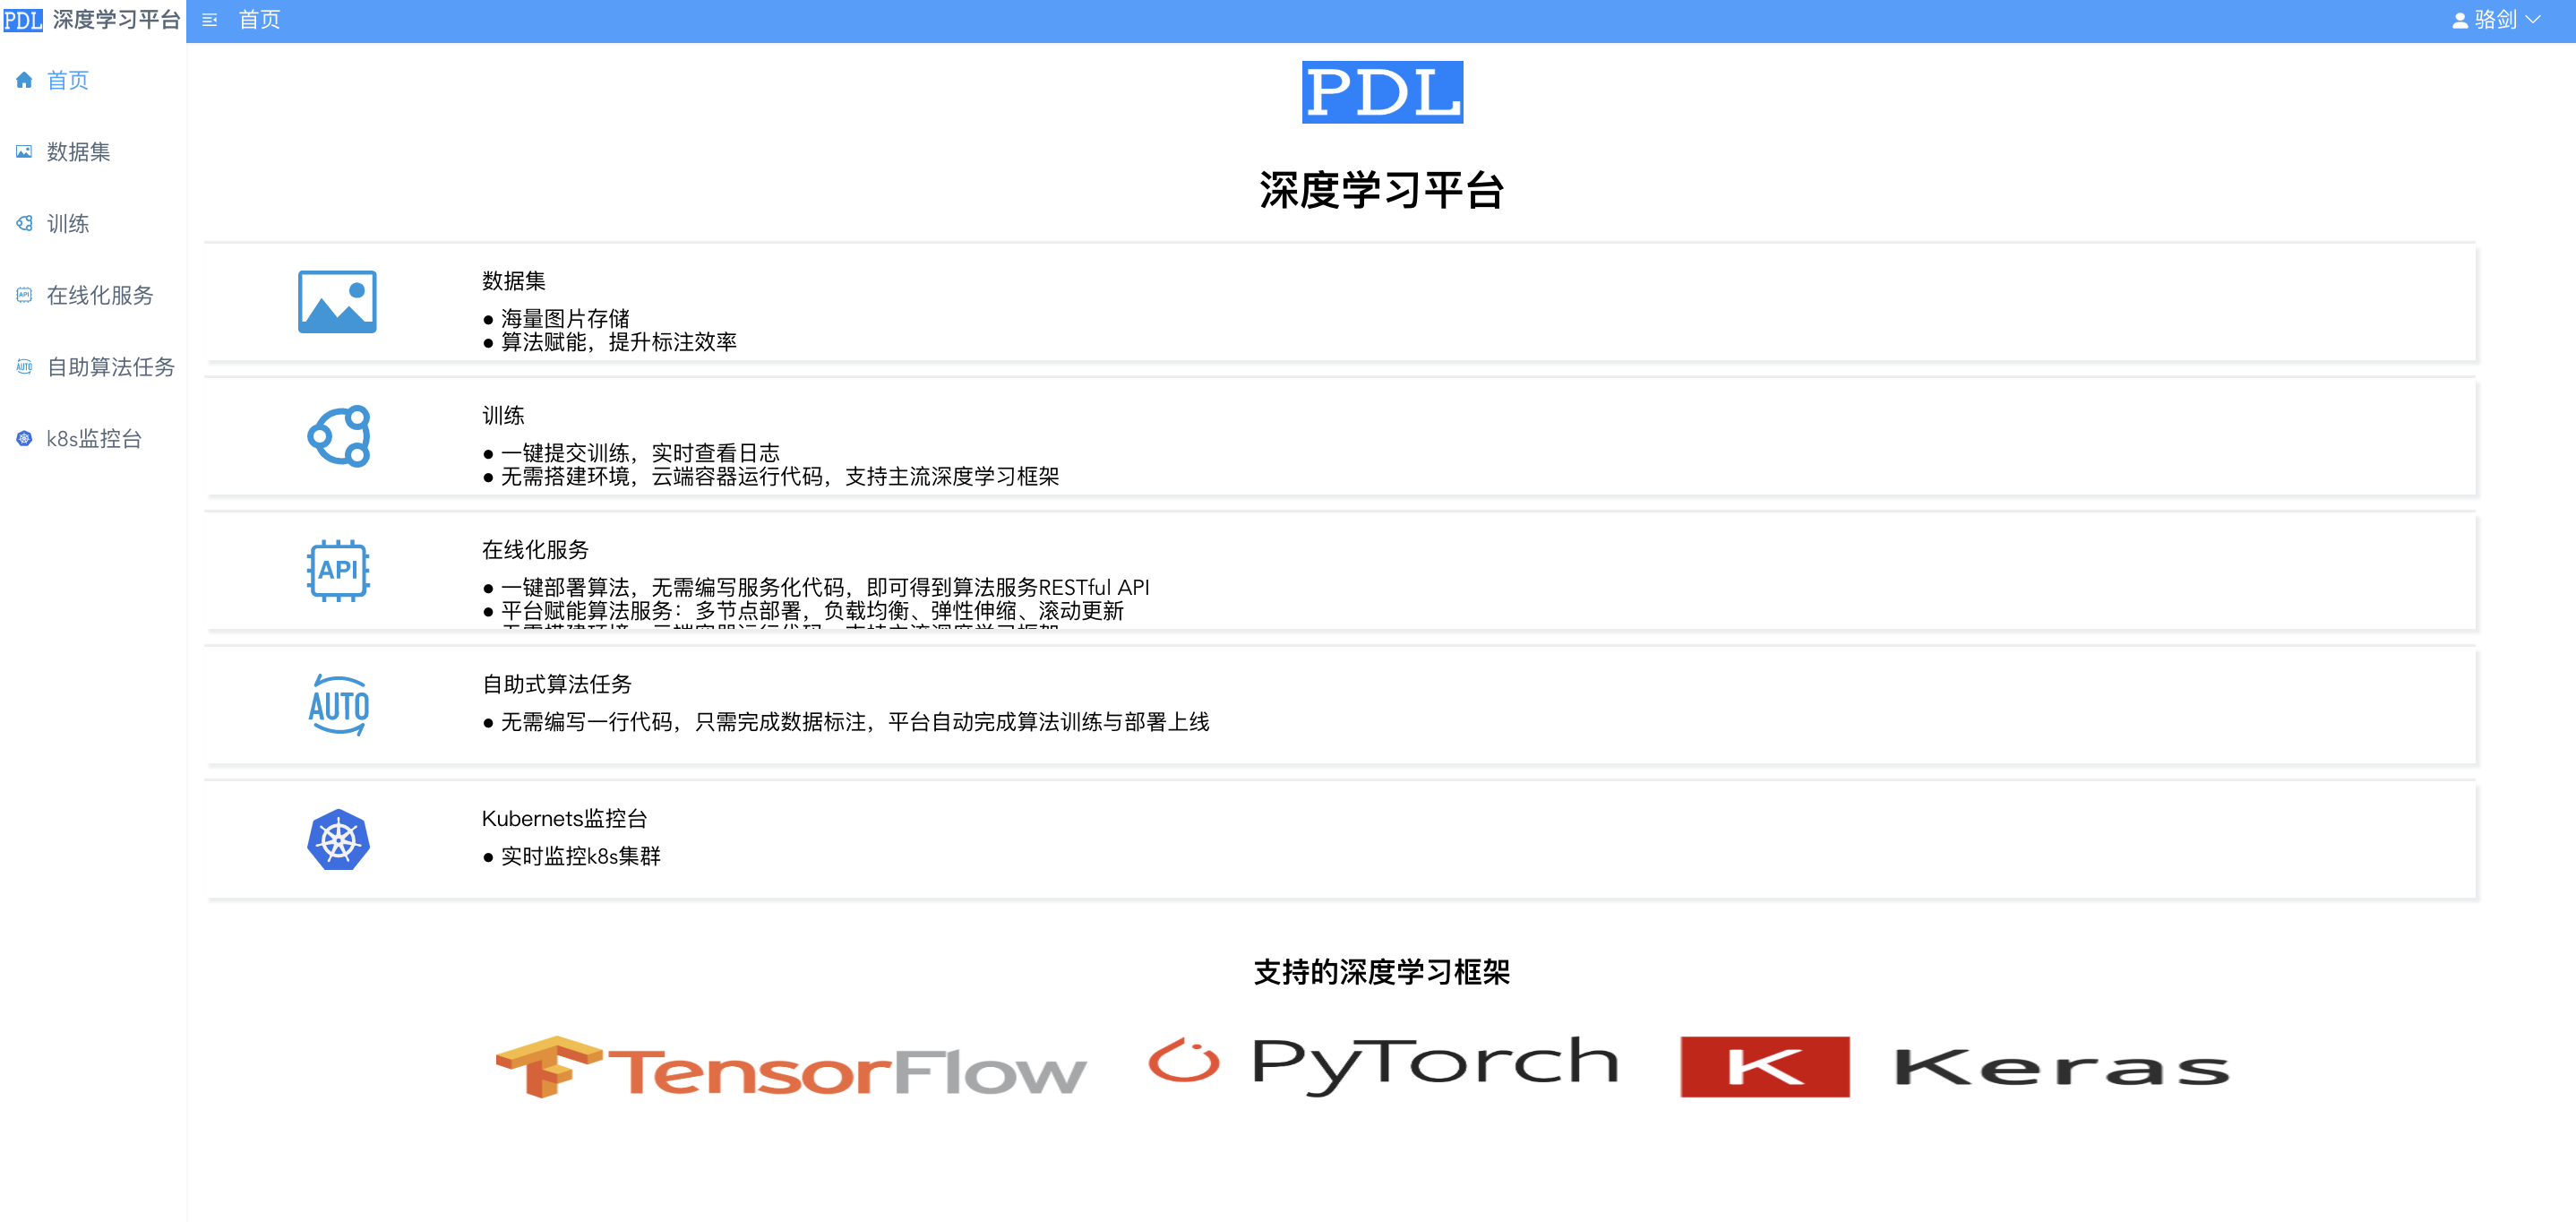 PDL 深度学习平台
首页
骆剑
首页
数据集
训练
在线化服务
AUTO 自助算法任务
k8s监控台
PDL
深度学习平台
数据集
● 海量图片存储
● 算法赋能，提升标注效率
训练
● 一键提交训练，实时查看日志
● 无需搭建环境，云端容器运行代码，支持主流深度学习框架
API
在线化服务
● 一键部署算法，无需编写服务化代码，即可得到算法服务RESTful API
● 平台赋能算法服务：多节点部署，负载均衡、弹性伸缩、滚动更新
AUTO
自助式算法任务
● 无需编写一行代码，只需完成数据标注，平台自动完成算法训练与部署上线
Kubernets监控台
● 实时监控k8s集群
支持的深度学习框架
TensorFlow
PyTorch
K Keras